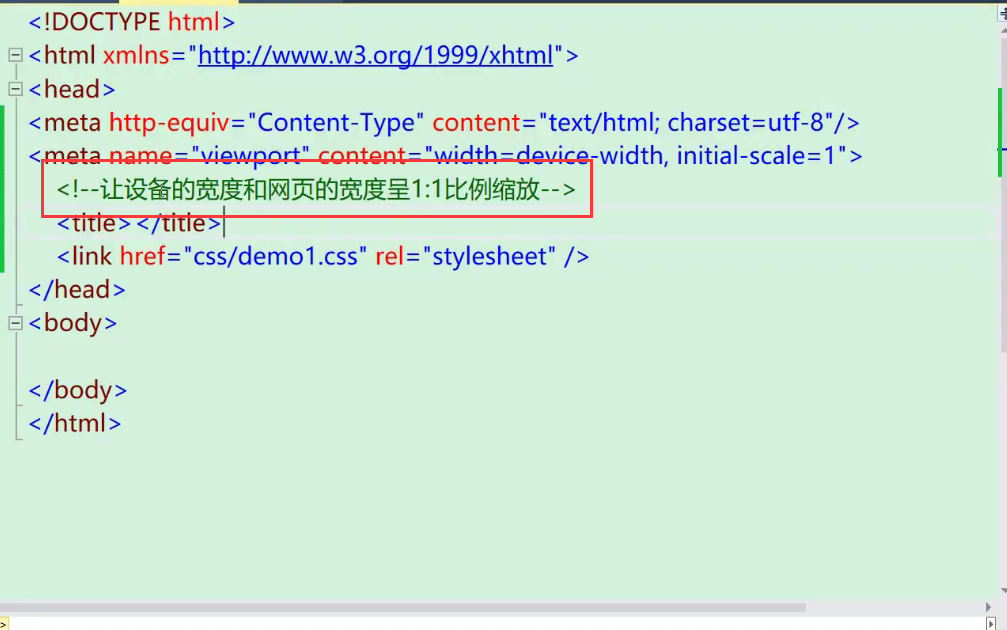 <!DOCTYPE html>
<html xmlns="http://www.w3.org/1999/xhtml">
<head>
<meta http-equiv="Content-Type" content="text/html; charset=utf-8"/>
<meta name="viewport" content="width=device-width, initial-scale=1">
<!--让设备的宽度和网页的宽度呈1:1比例缩放-->
<title></title>
<link href="css/demo1.css" rel="stylesheet" />
</head>
<body>
</body>
</html>